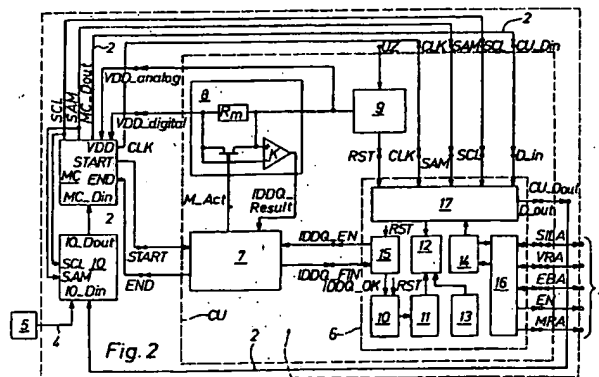 2
2
UZ CLK SAM SCL CU_Din
SCL
SAM
MC_Dout
VDD_analog
8
Rm
9
VDD_digital
K
RST CLK SAM SCL D_in
VDD CLK
START
MC
END
MC_Din
M_Act
IDDQ_Result
17
CU_Dout
D_out
2
IDDQ_EN
RST
SIEA
IO_Dout
15 12 14
VRA
SCL IO
SAM
START
7
IDDQ_FIN
16
EBA
IO_Din
IDDQ_OK RST
EN
END
10 11 13
MRA
5
4
CU
6
Fig. 2
2
1